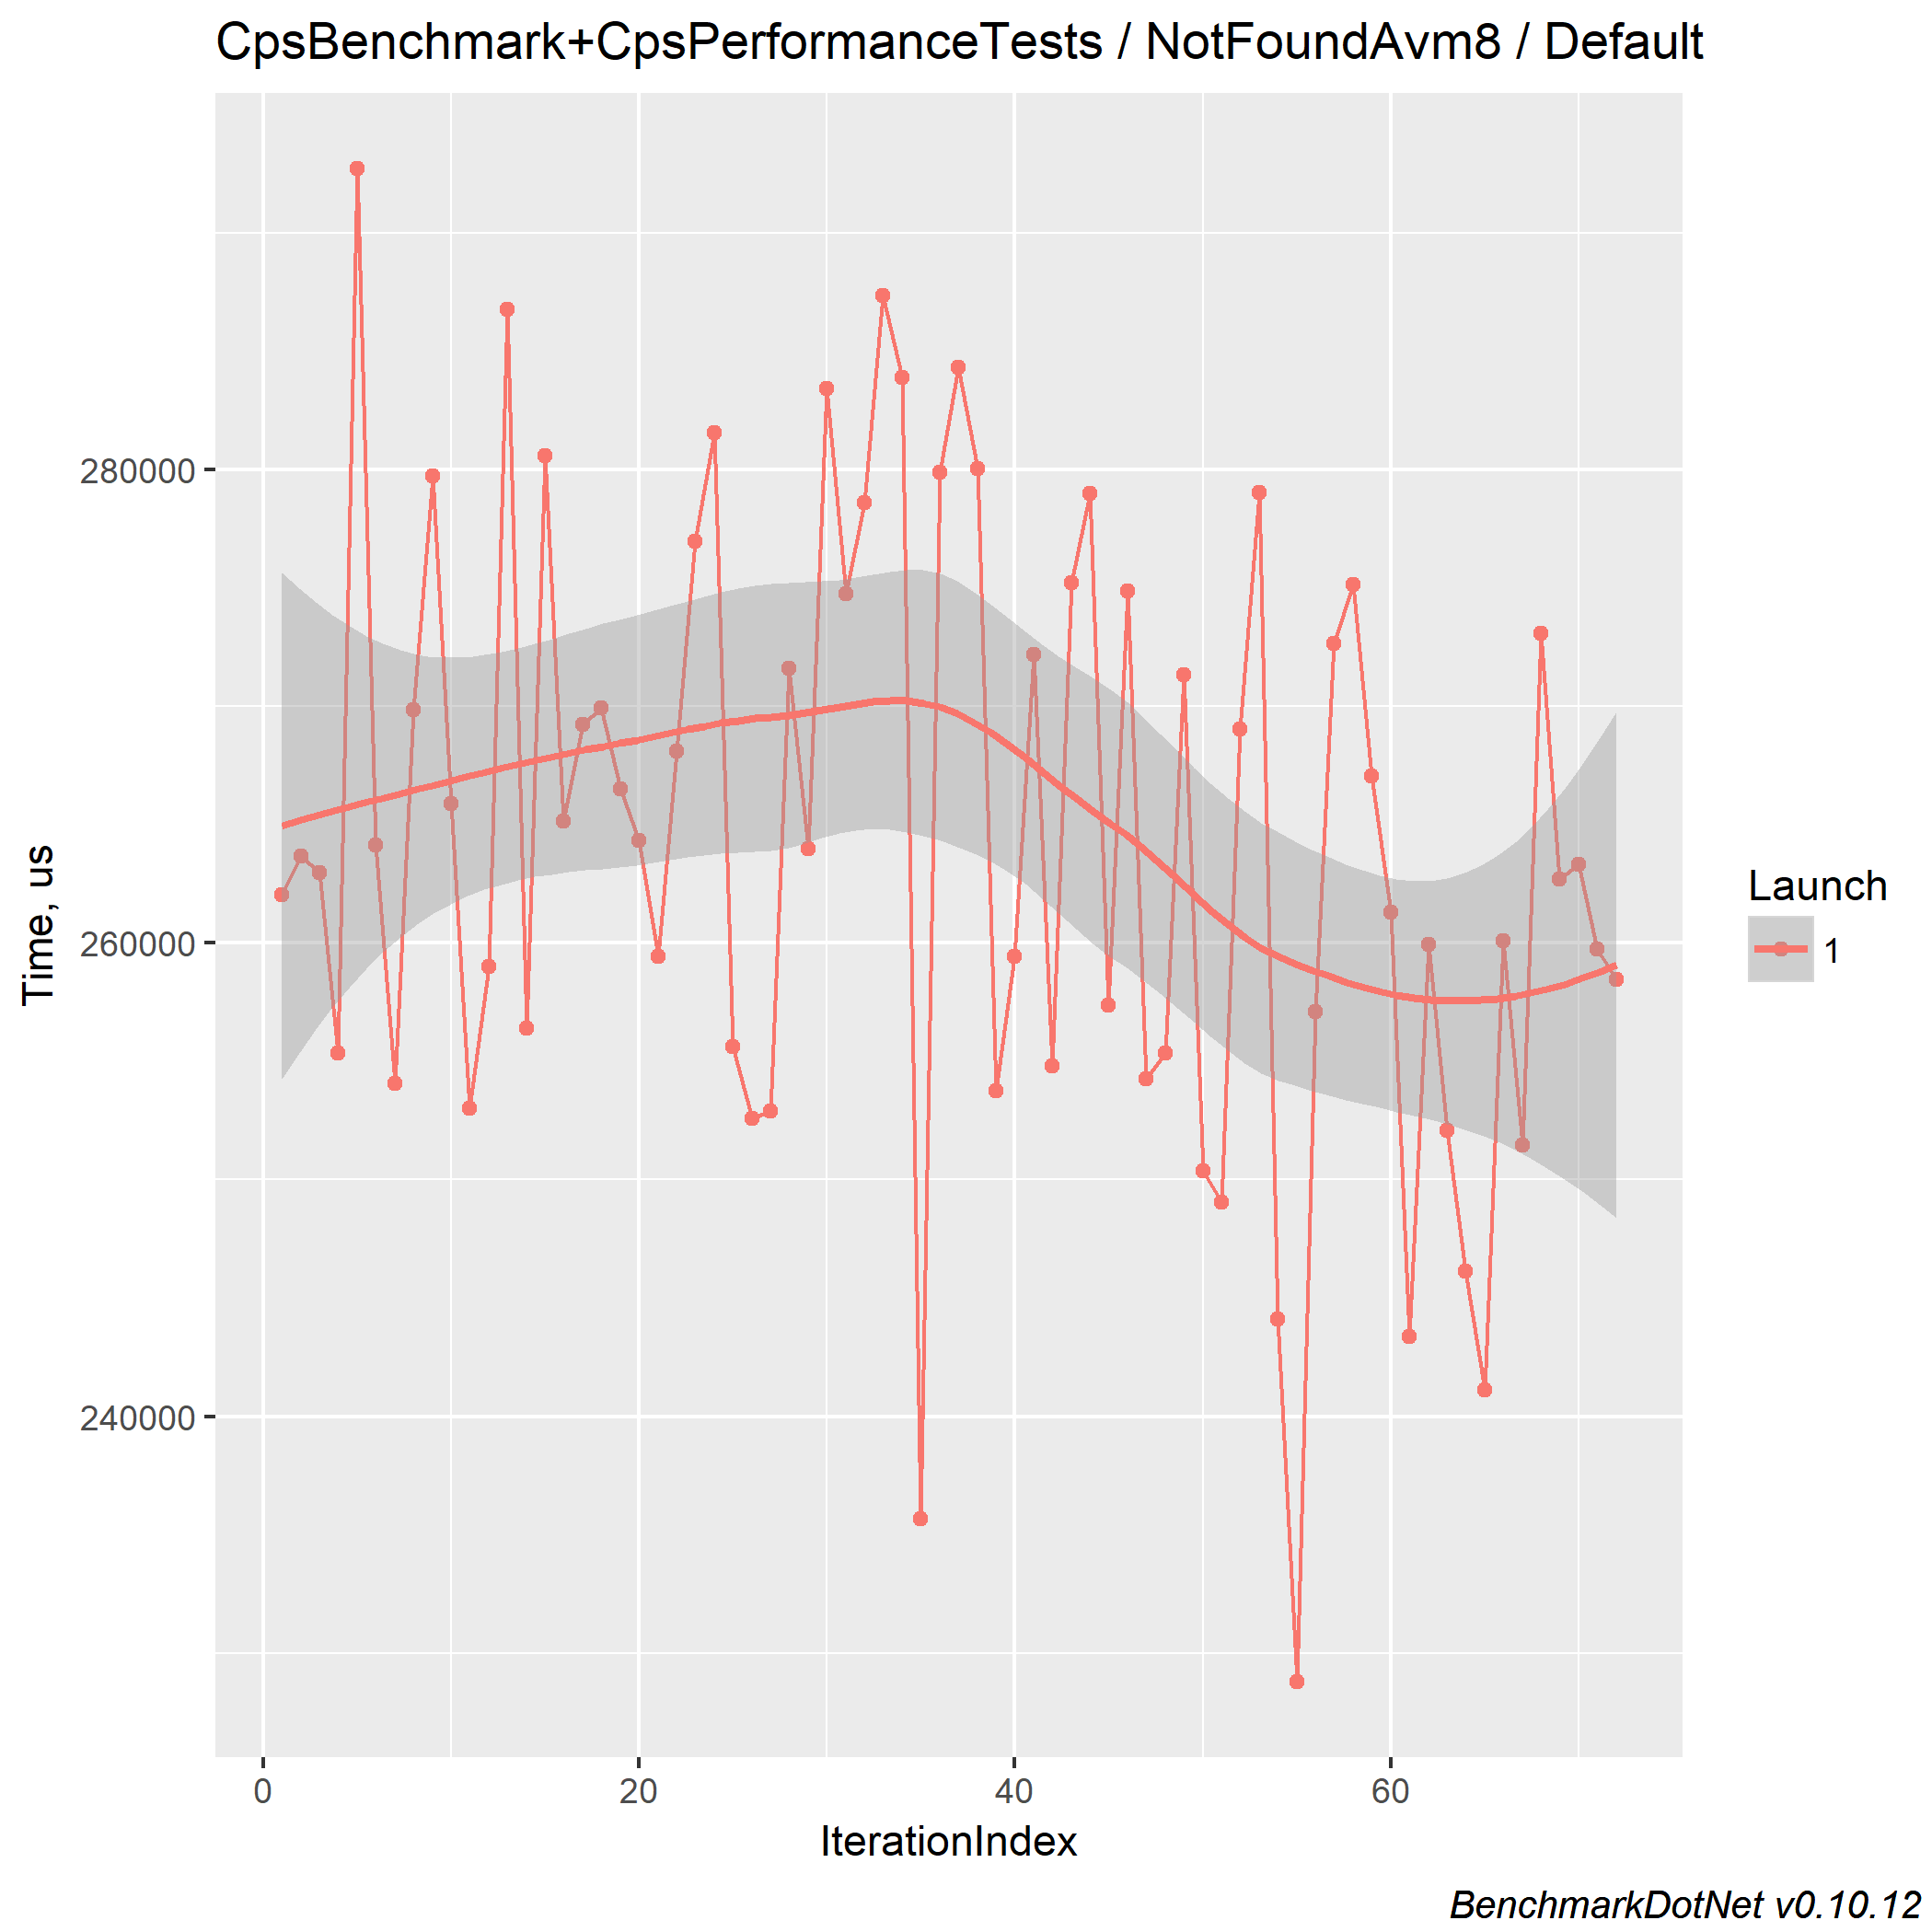 CpsBenchmark+CpsPerformanceTests / NotFoundAvm8 / Default
280000
260000
240000
Time, us
0 20 40 60
IterationIndex
Launch
1
BenchmarkDotNet v0.10.12